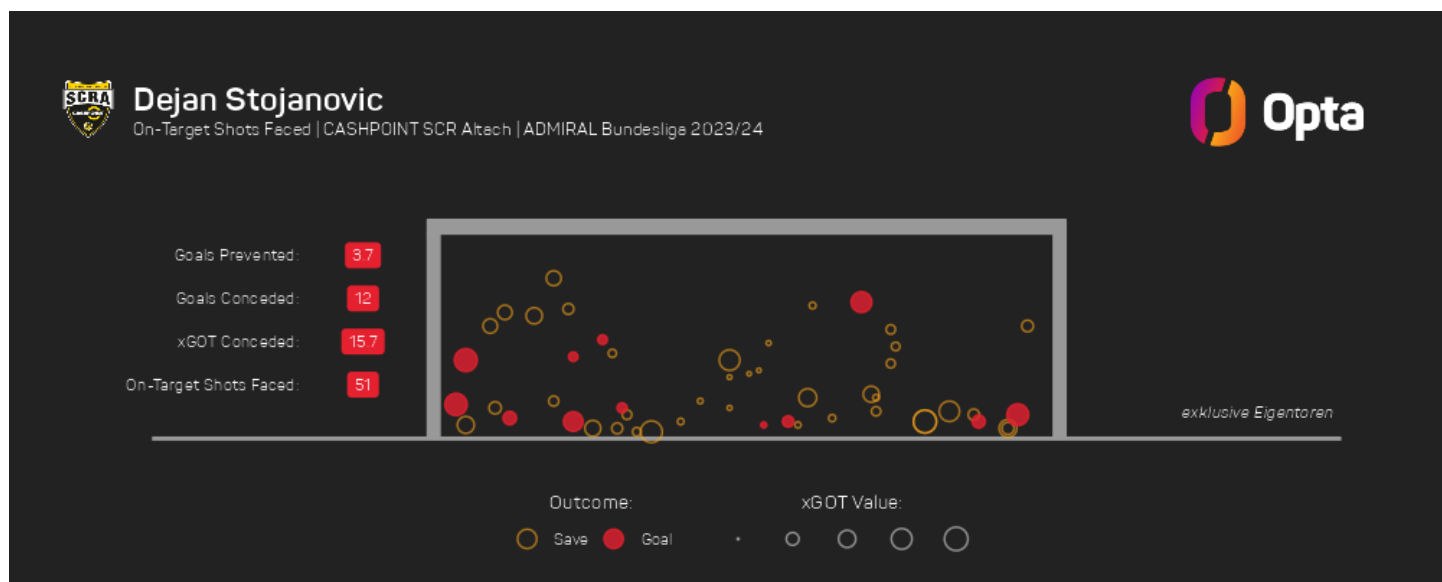 SCRA
Dejan Stojanovic
On-Target Shots Faced | CASHPOINT SCR Altach | ADMIRAL Bundesliga 2023/24
Opta
Goals Prevented: 3.7
Goals Conceded: 12
xGOT Conceded: 15.7
On-Target Shots Faced: 51
exklusive Eigentoren
Outcome: xGOT Value:
Save Goal